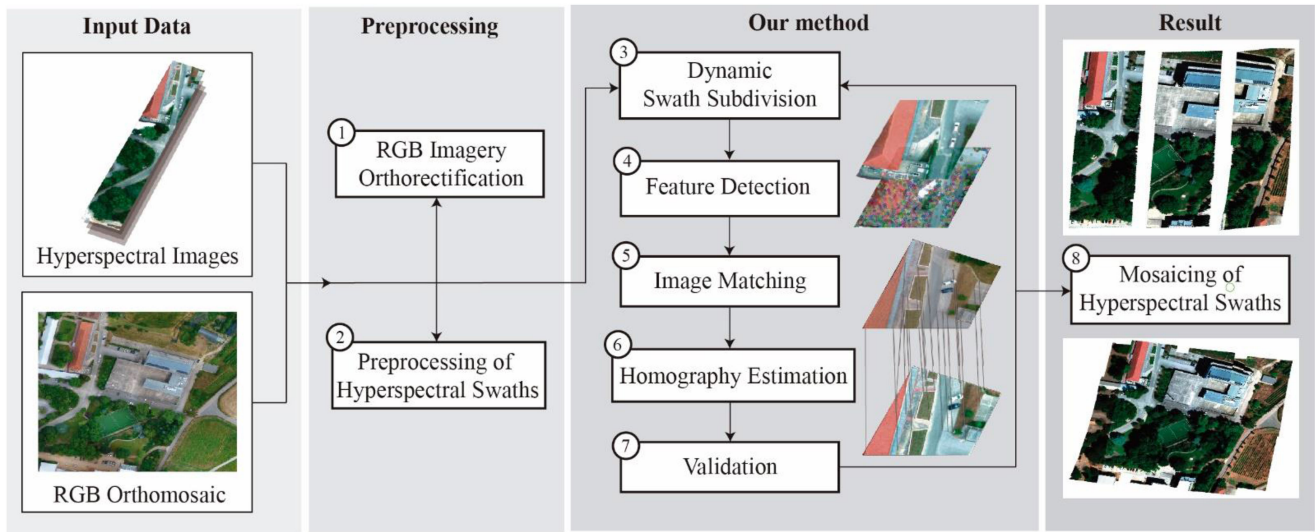 Input Data
Hyperspectral Images
RGB Orthomosaic
Preprocessing
1
RGB Imagery
Orthorectification
2
Preprocessing of
Hyperspectral Swaths
Our method
3
Dynamic
Swath Subdivision
4
Feature Detection
5
Image Matching
6
Homography Estimation
7
Validation
Result
8
Mosaicing of
Hyperspectral Swaths